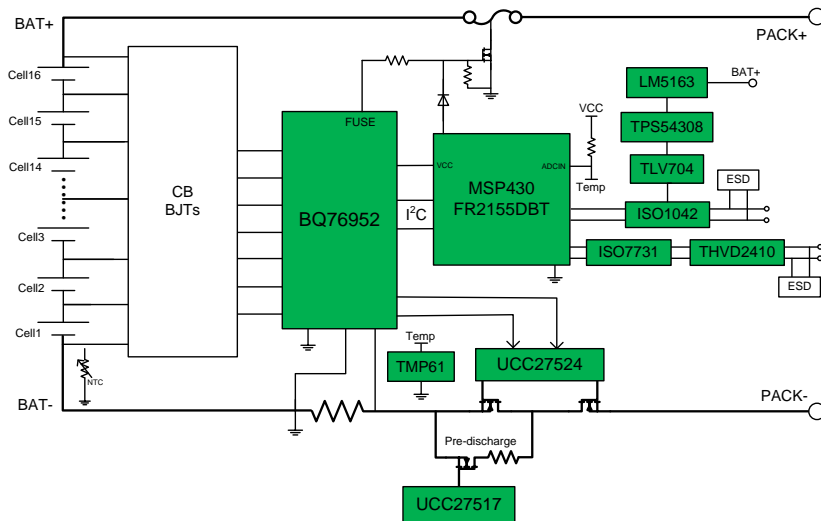 BAT+
PACK+
Cell16
Cell15
Cell14
Cell3
Cell2
Cell1
NTC
BAT-
CB
BJTs
FUSE
BQ76952
I²C
VCC
ADCIN
MSP430
FR2155DBT
VCC
Temp
LM5163
BAT+
TPS54308
TLV704
ESD
ISO1042
ISO7731
THVD2410
ESD
Temp
TMP61
UCC27524
PACK-
Pre-discharge
UCC27517